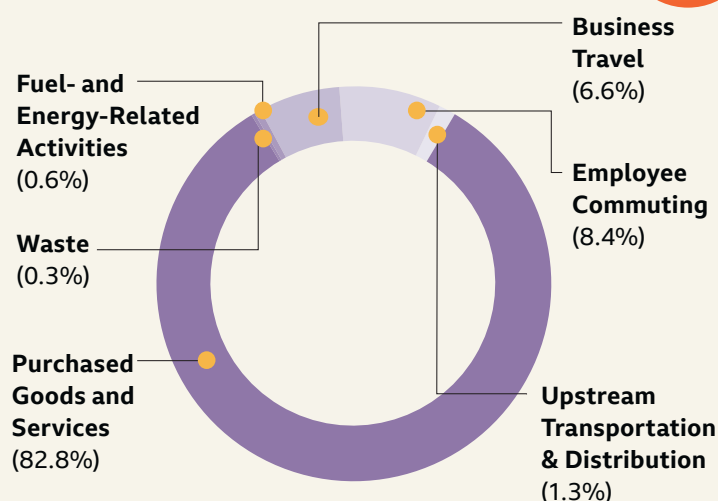 Business
Travel
(6.6%)
Fuel- and
Energy-Related
Activities
(0.6%)
Employee
Commuting
(8.4%)
Waste
(0.3%)
Purchased
Goods and
Services
(82.8%)
Upstream
Transportation
& Distribution
(1.3%)